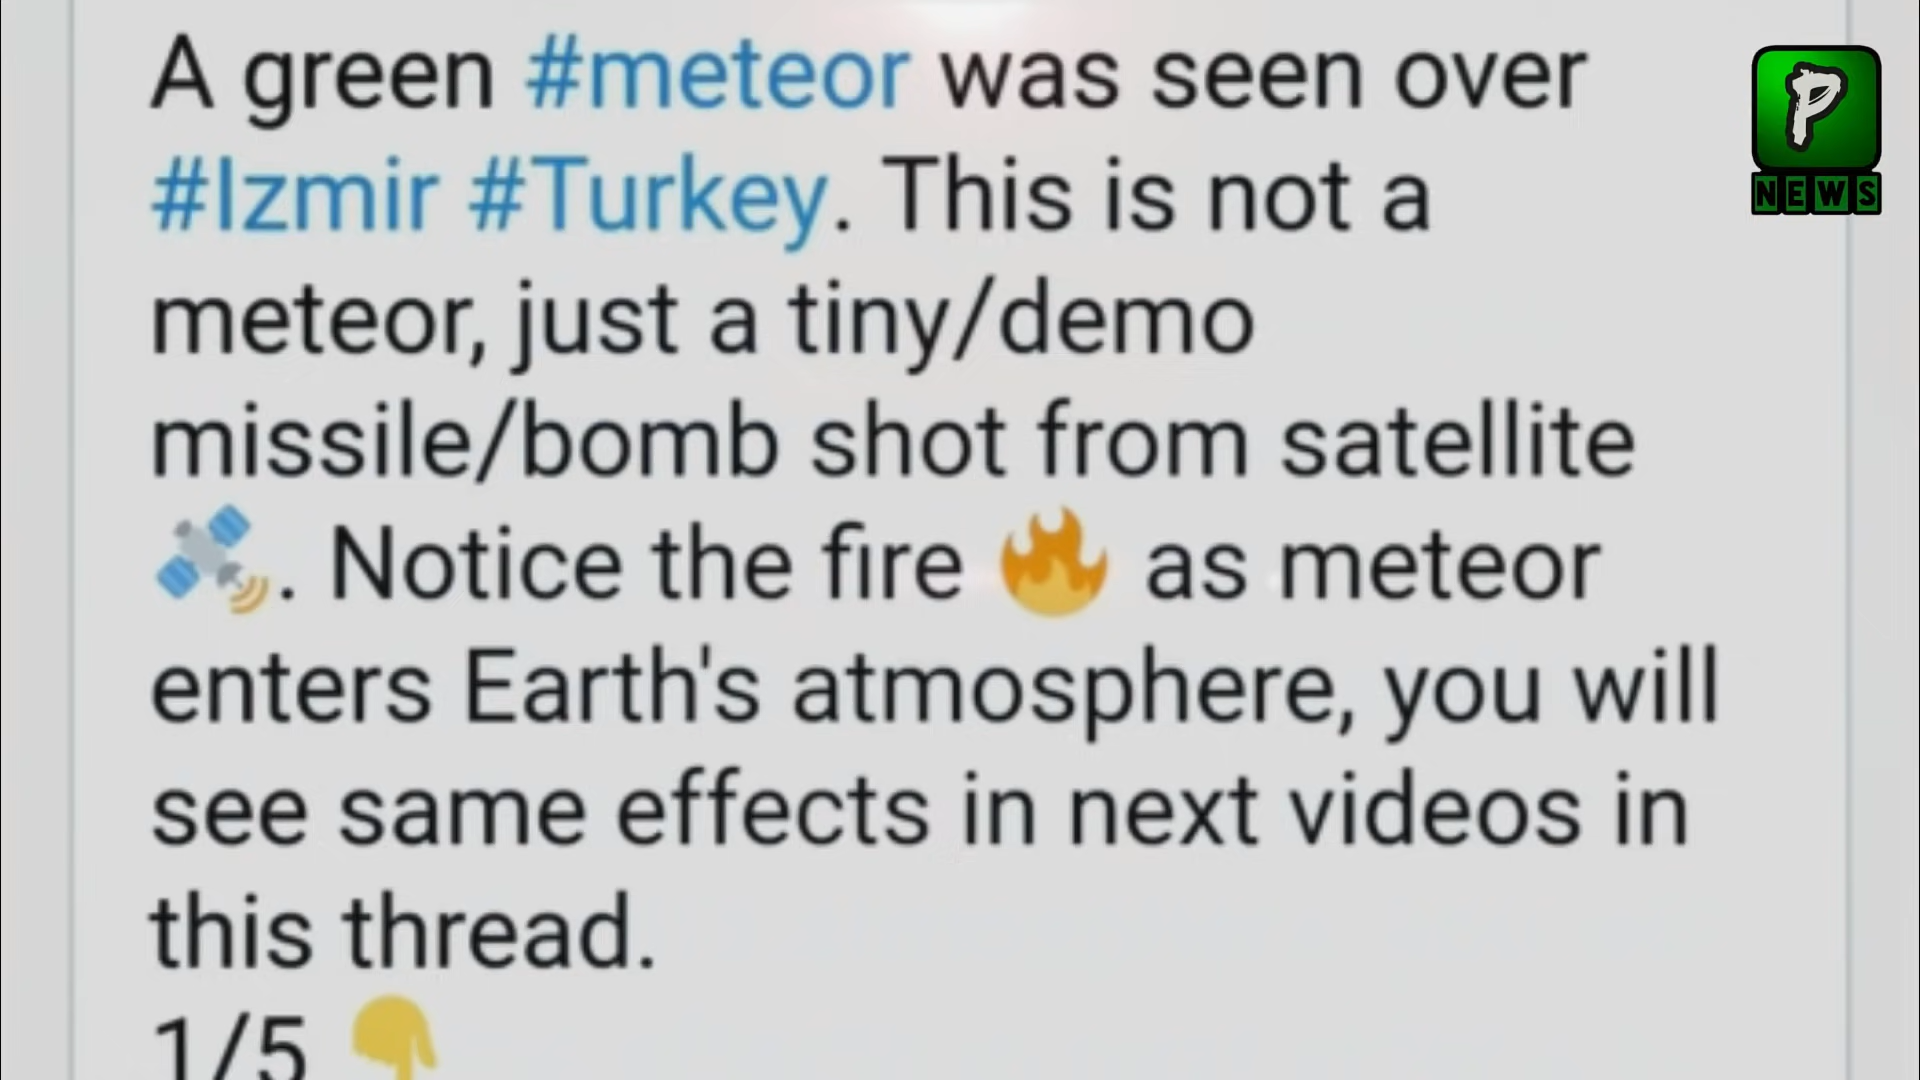 A green #meteor was seen over
#Izmir #Turkey. This is not a
meteor, just a tiny/demo
missile/bomb shot from satellite
🛰️. Notice the fire 🔥 as meteor
enters Earth's atmosphere, you will
see same effects in next videos in
this thread.
1/5 👇
P
NEWS